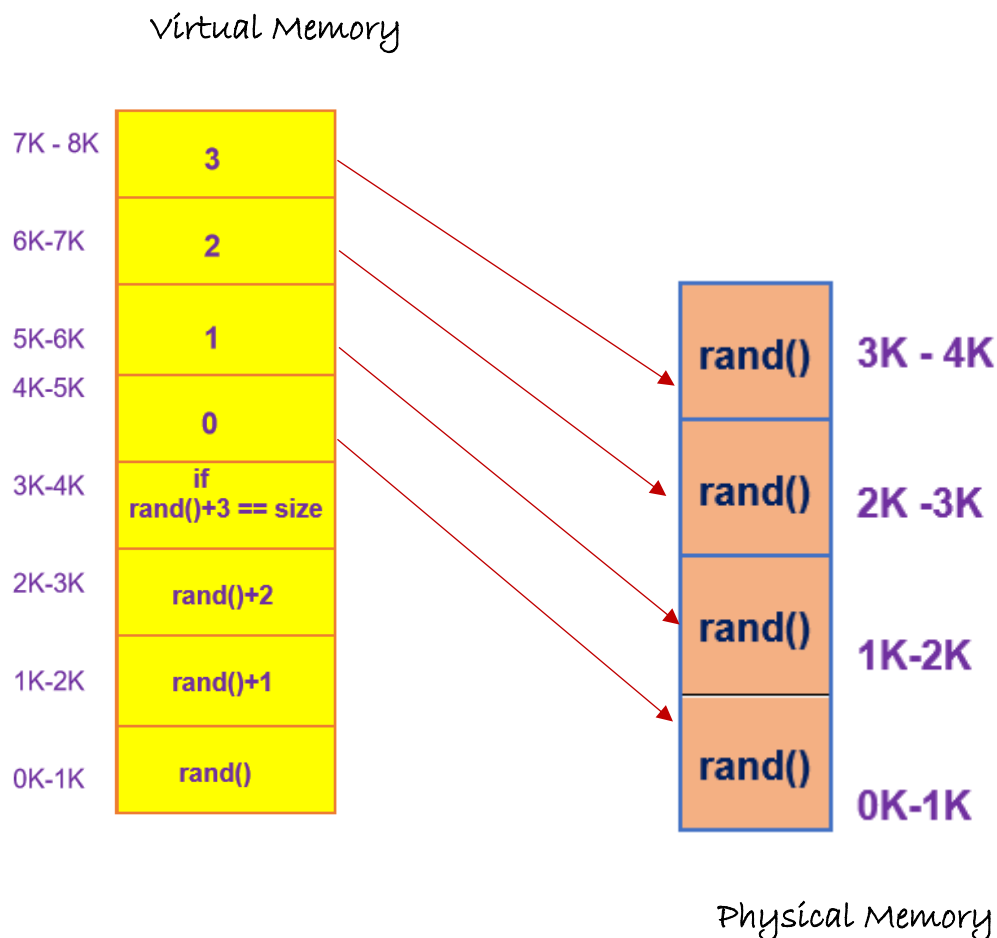 Virtual Memory
7K - 8K
3
6K-7K
2
5K-6K
1
4K-5K
0
3K-4K
if
rand()+3 == size
2K-3K
rand()+2
1K-2K
rand()+1
0K-1K
rand()
rand()
3K - 4K
rand()
2K -3K
rand()
1K-2K
rand()
0K-1K
Physical Memory